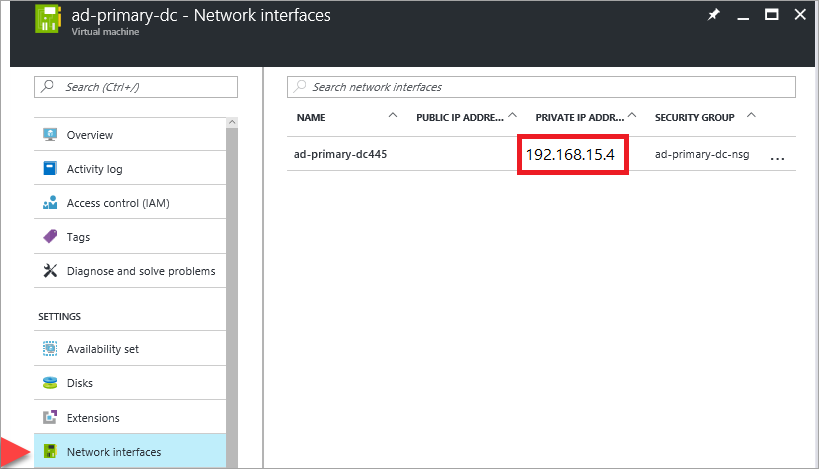 ad-primary-dc - Network interfaces
Virtual machine
Search (Ctrl+/)
Overview
Activity log
Access control (IAM)
Tags
Diagnose and solve problems
SETTINGS
Availability set
Disks
Extensions
Network interfaces
Search network interfaces
NAME PUBLIC IP ADDRE... PRIVATE IP ADDR... SECURITY GROUP
ad-primary-dc445 192.168.15.4 ad-primary-dc-nsg ...